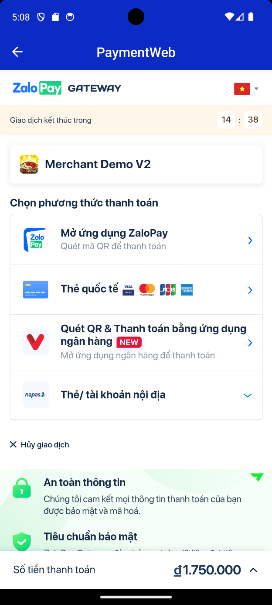 5:08
PaymentWeb
ZaloPay GATEWAY
Giao dịch kết thúc trong 14 : 38
Merchant Demo V2
Chọn phương thức thanh toán
Zalo
Pay
Mở ứng dụng ZaloPay
Quét mã QR để thanh toán
Thẻ quốc tế VISA JCB
Quét QR & Thanh toán bằng ứng dụng
ngân hàng NEW
Mở ứng dụng ngân hàng để thanh toán
napas
Thẻ/ tài khoản nội địa
Hủy giao dịch
An toàn thông tin
Chúng tôi cam kết mọi thông tin thanh toán của bạn
được bảo mật và mã hoá.
Tiêu chuẩn bảo mật
Số tiền thanh toán ₫1.750.000